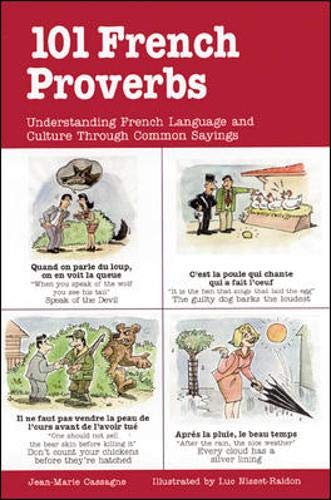 101 French
Proverbs
Understanding French Language and
Culture Through Common Sayings
Quand on parle du loup,
on en voit la queue
"When you speak of the wolf
you see his tail"
Speak of the Devil
C'est la poule qui chante
qui a fait l'oeuf
"It is the hen that sings that laid the egg"
The guilty dog barks the loudest
Il ne faut pas vendre la peau de
l'ours avant de l'avoir tué
"One should not sell
the bear skin before killing it"
Don't count your chickens
before they're hatched
Après la pluie, le beau temps
"After the rain, the nice weather"
Every cloud has a
silver lining
Jean-Marie Cassagne
Illustrated by Luc Nisset-Raidon